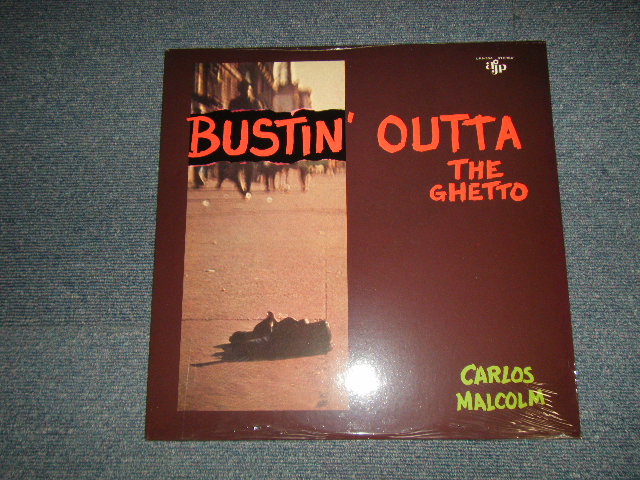 BUSTIN' OUTTA
THE
GHETTO
CARLOS
MALCOLM